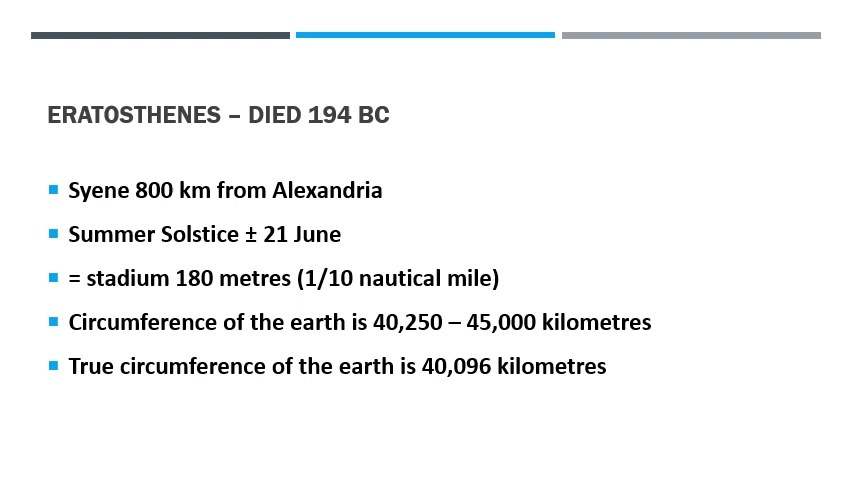 ERATOSTHENES – DIED 194 BC
Syene 800 km from Alexandria
Summer Solstice ± 21 June
= stadium 180 metres (1/10 nautical mile)
Circumference of the earth is 40,250 – 45,000 kilometres
True circumference of the earth is 40,096 kilometres